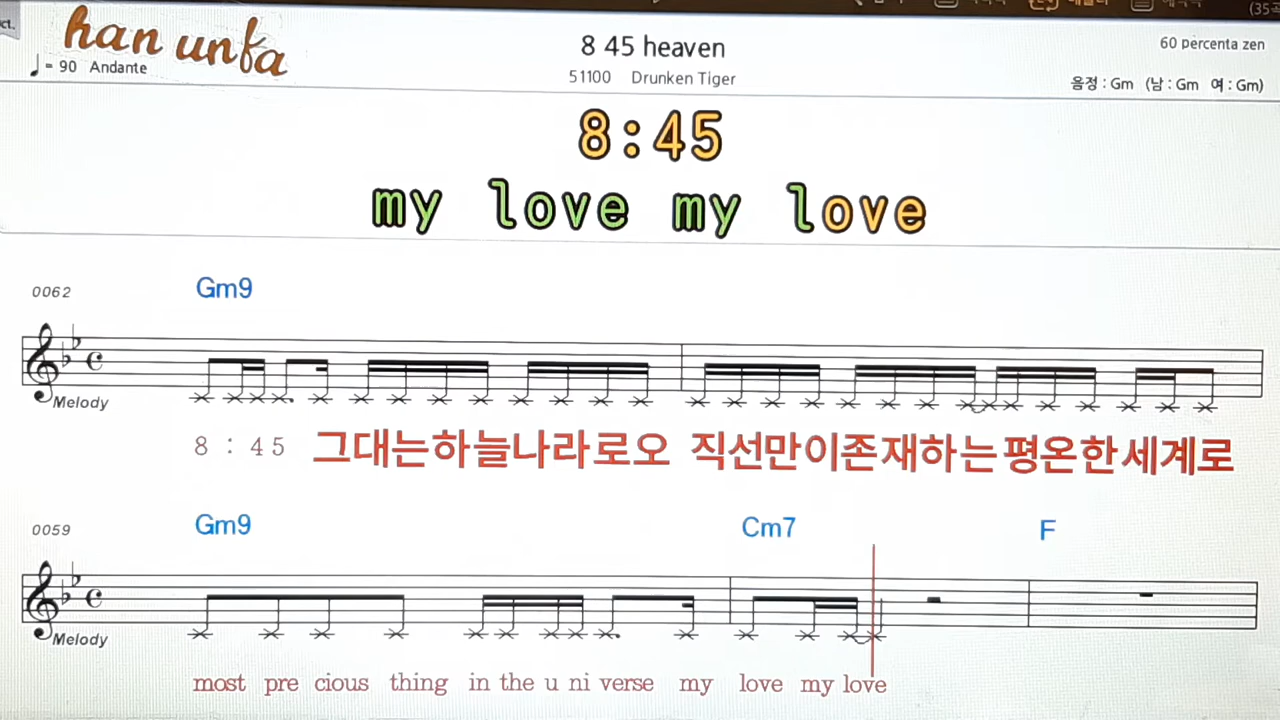 ct.
han unfa
8 45 heaven
60 percenta zen
♩ = 90 Andante
51100 Drunken Tiger
음정 : Gm (남 : Gm 여 : Gm)
8:45
my love my love
0062
Gm9
Melody
8 : 45 그대는하늘나라로오 직선만이존재하는평온한세계로
0059
Gm9 Cm7 F
Melody
most pre cious thing in the u ni verse my love my love